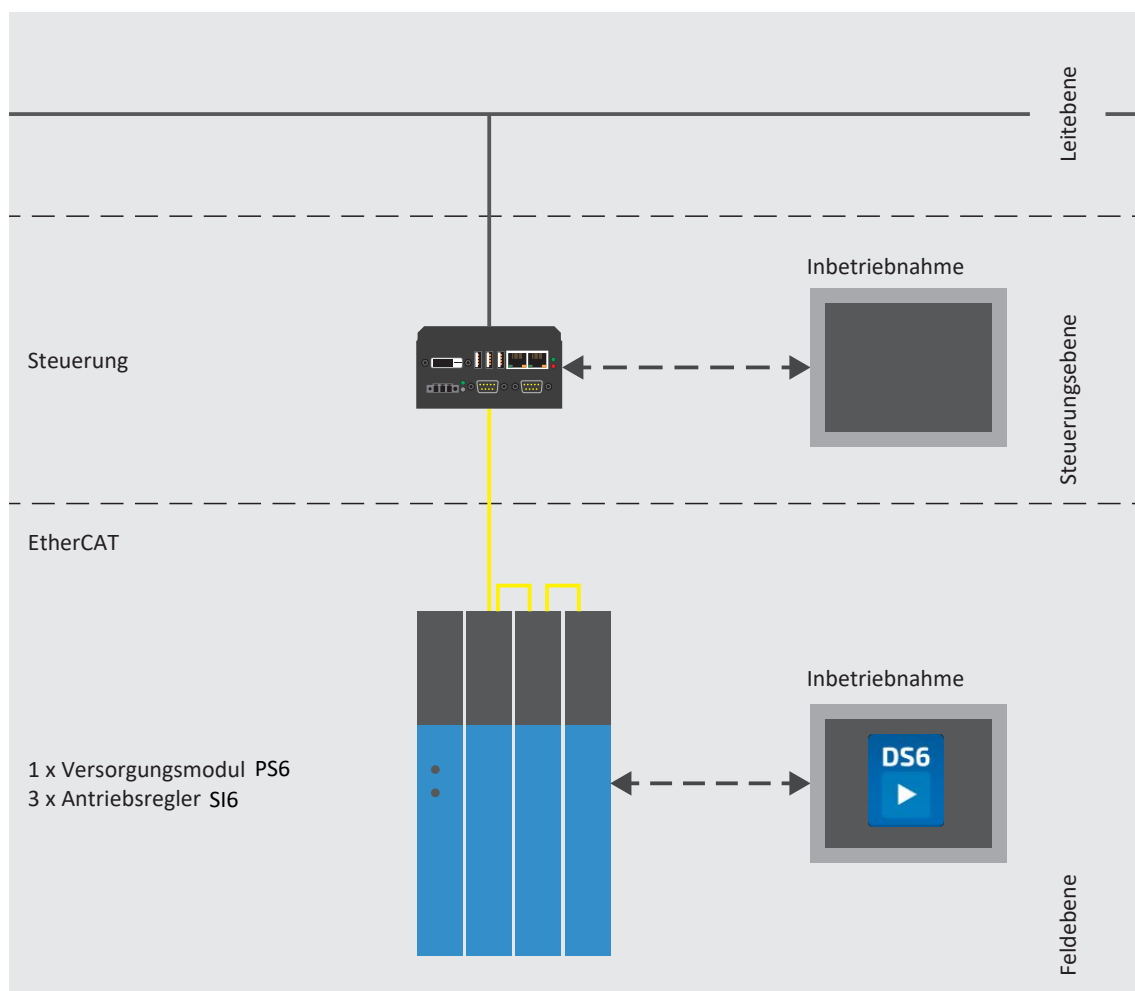 Leitebene
Inbetriebnahme
Steuerung
Steuerungsebene
EtherCAT
Inbetriebnahme
DS6
1 x Versorgungsmodul PS6
3 x Antriebsregler SI6
Feldebene